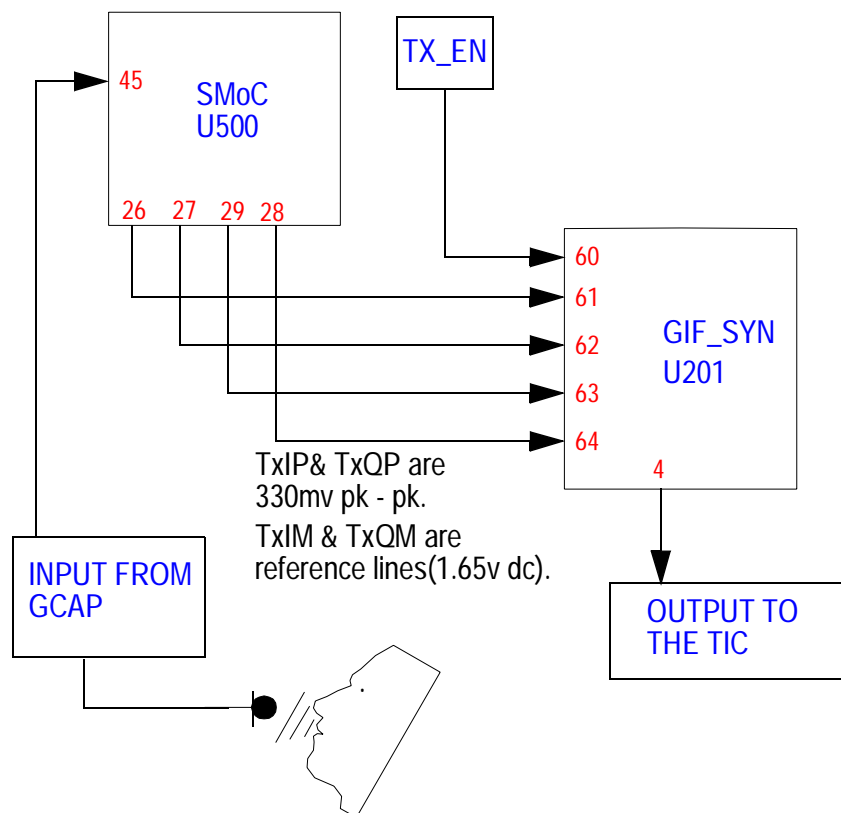 45
SMoC
U500
26 27 29 28
TX_EN
60
61
62
63
64
GIF_SYN
U201
4
TxIP& TxQP are
330mv pk - pk.
TxIM & TxQM are
reference lines(1.65v dc).
INPUT FROM
GCAP
OUTPUT TO
THE TIC